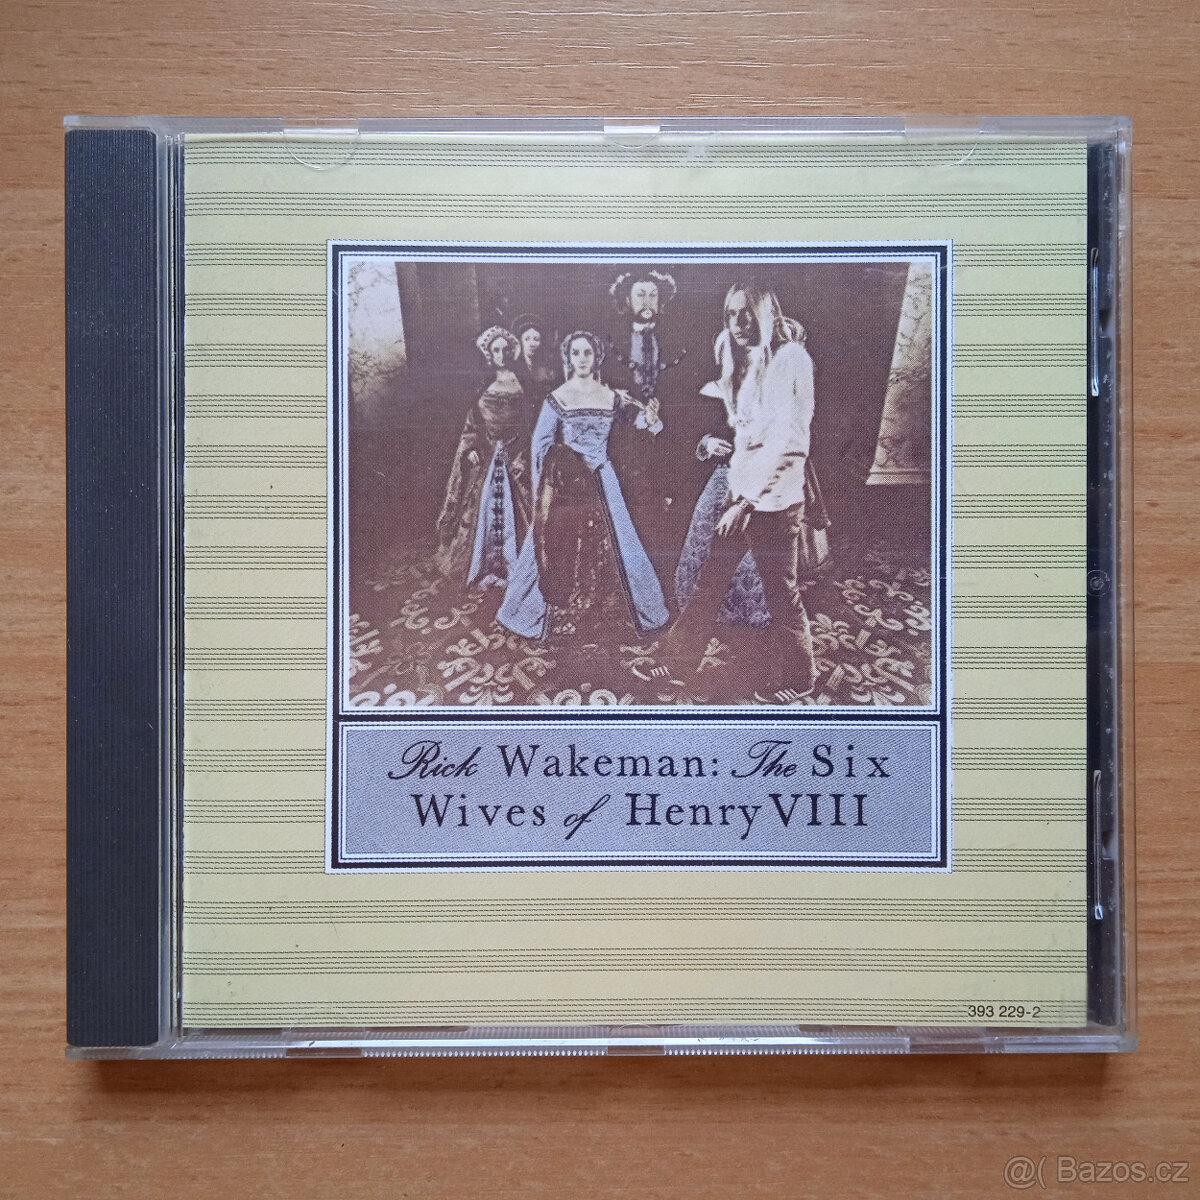 Rick Wakeman: The Six
Wives of Henry VIII
393 229-2
@( Bazos.cz